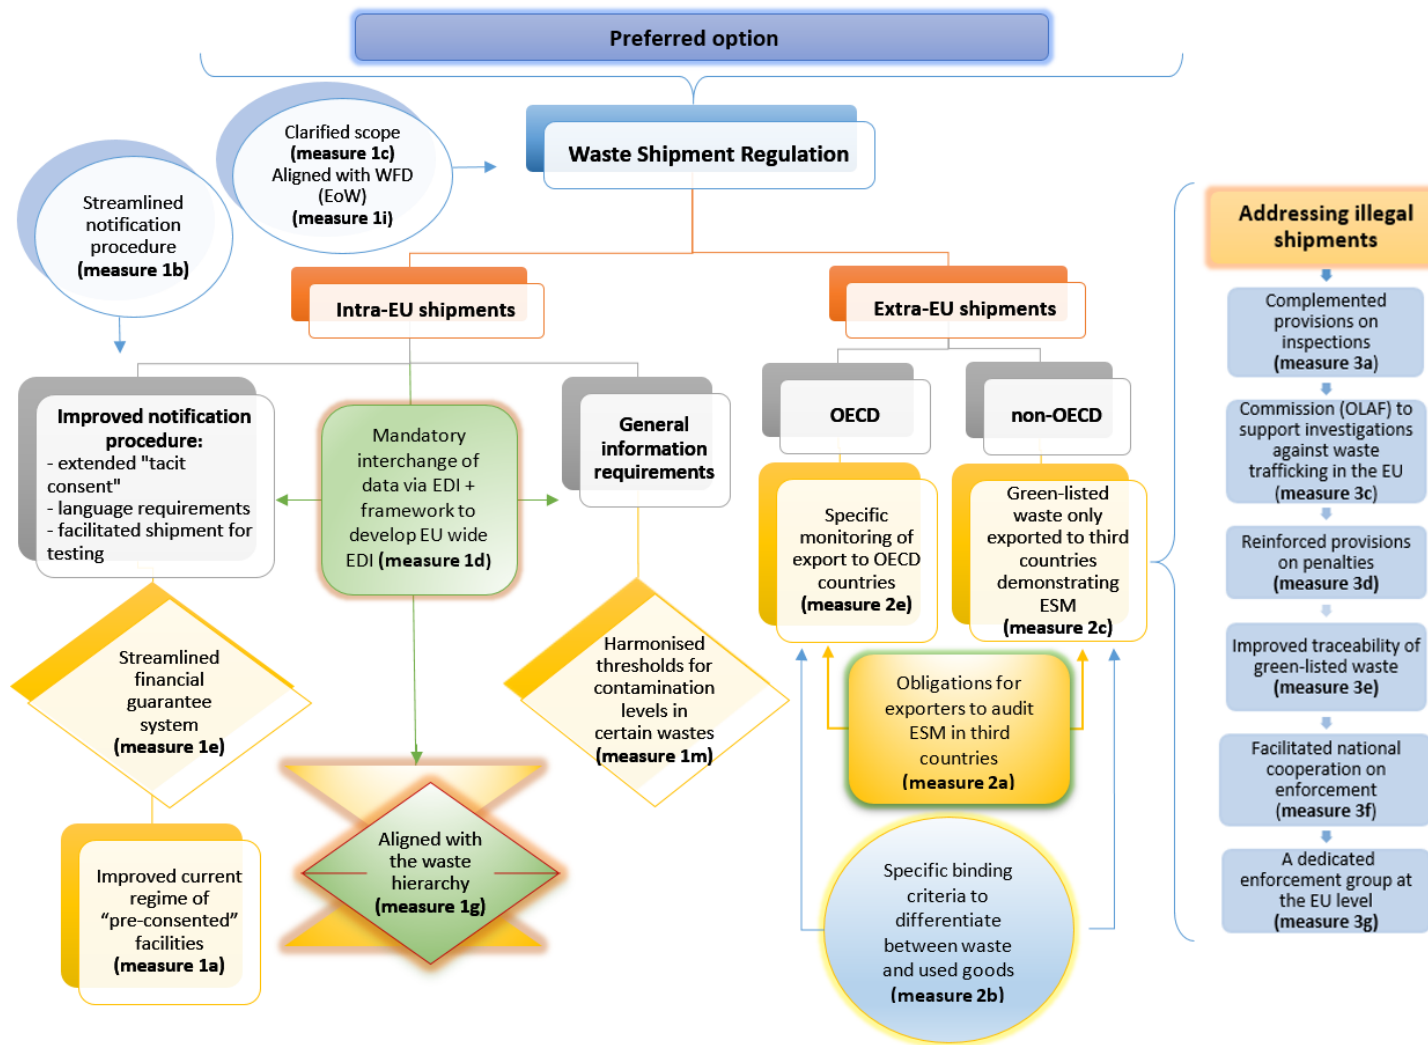 Preferred option
Clarified scope
(measure 1c)
Aligned with WFD
(EoW)
(measure 1i)
Waste Shipment Regulation
Streamlined
notification
procedure
(measure 1b)
Intra-EU shipments
Extra-EU shipments
Improved notification
procedure:
- extended "tacit
consent"
- language requirements
- facilitated shipment for
testing
Mandatory
interchange of
data via EDI +
framework to
develop EU wide
EDI (measure 1d)
General
information
requirements
OECD
non-OECD
Specific
monitoring of
export to OECD
countries
(measure 2e)
Green-listed
waste only
exported to third
countries
demonstrating
ESM
(measure 2c)
Streamlined
financial
guarantee
system
(measure 1e)
Harmonised
thresholds for
contamination
levels in
certain wastes
(measure 1m)
Obligations for
exporters to audit
ESM in third
countries
(measure 2a)
Improved current
regime of
“pre-consented”
facilities
(measure 1a)
Aligned with
the waste
hierarchy
(measure 1g)
Specific binding
criteria to
differentiate
between waste
and used goods
(measure 2b)
Addressing illegal
shipments
Complemented
provisions on
inspections
(measure 3a)
Commission (OLAF) to
support investigations
against waste
trafficking in the EU
(measure 3c)
Reinforced provisions
on penalties
(measure 3d)
Improved traceability of
green-listed waste
(measure 3e)
Facilitated national
cooperation on
enforcement
(measure 3f)
A dedicated
enforcement group at
the EU level
(measure 3g)